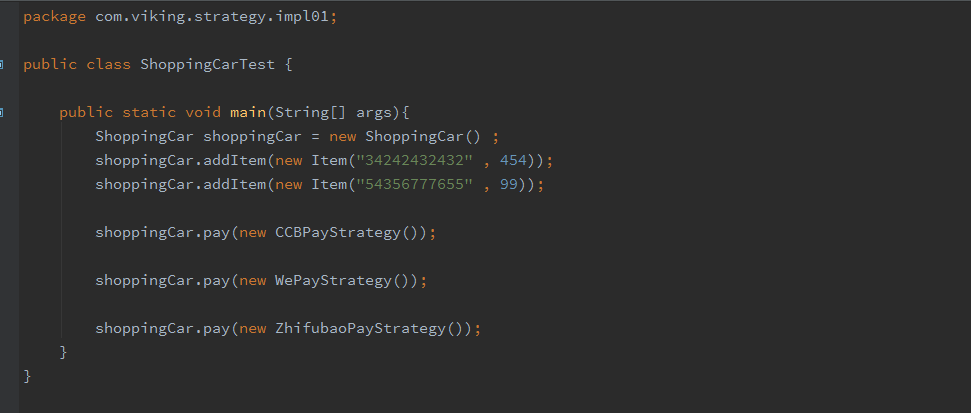 package com.viking.strategy.impl01;
public class ShoppingCarTest {
public static void main(String[] args){
ShoppingCar shoppingCar = new ShoppingCar() ;
shoppingCar.addItem(new Item("34242432432" , 454));
shoppingCar.addItem(new Item("54356777655" , 99));
shoppingCar.pay(new CCBPayStrategy());
shoppingCar.pay(new WePayStrategy());
shoppingCar.pay(new ZhifubaoPayStrategy());
}
}